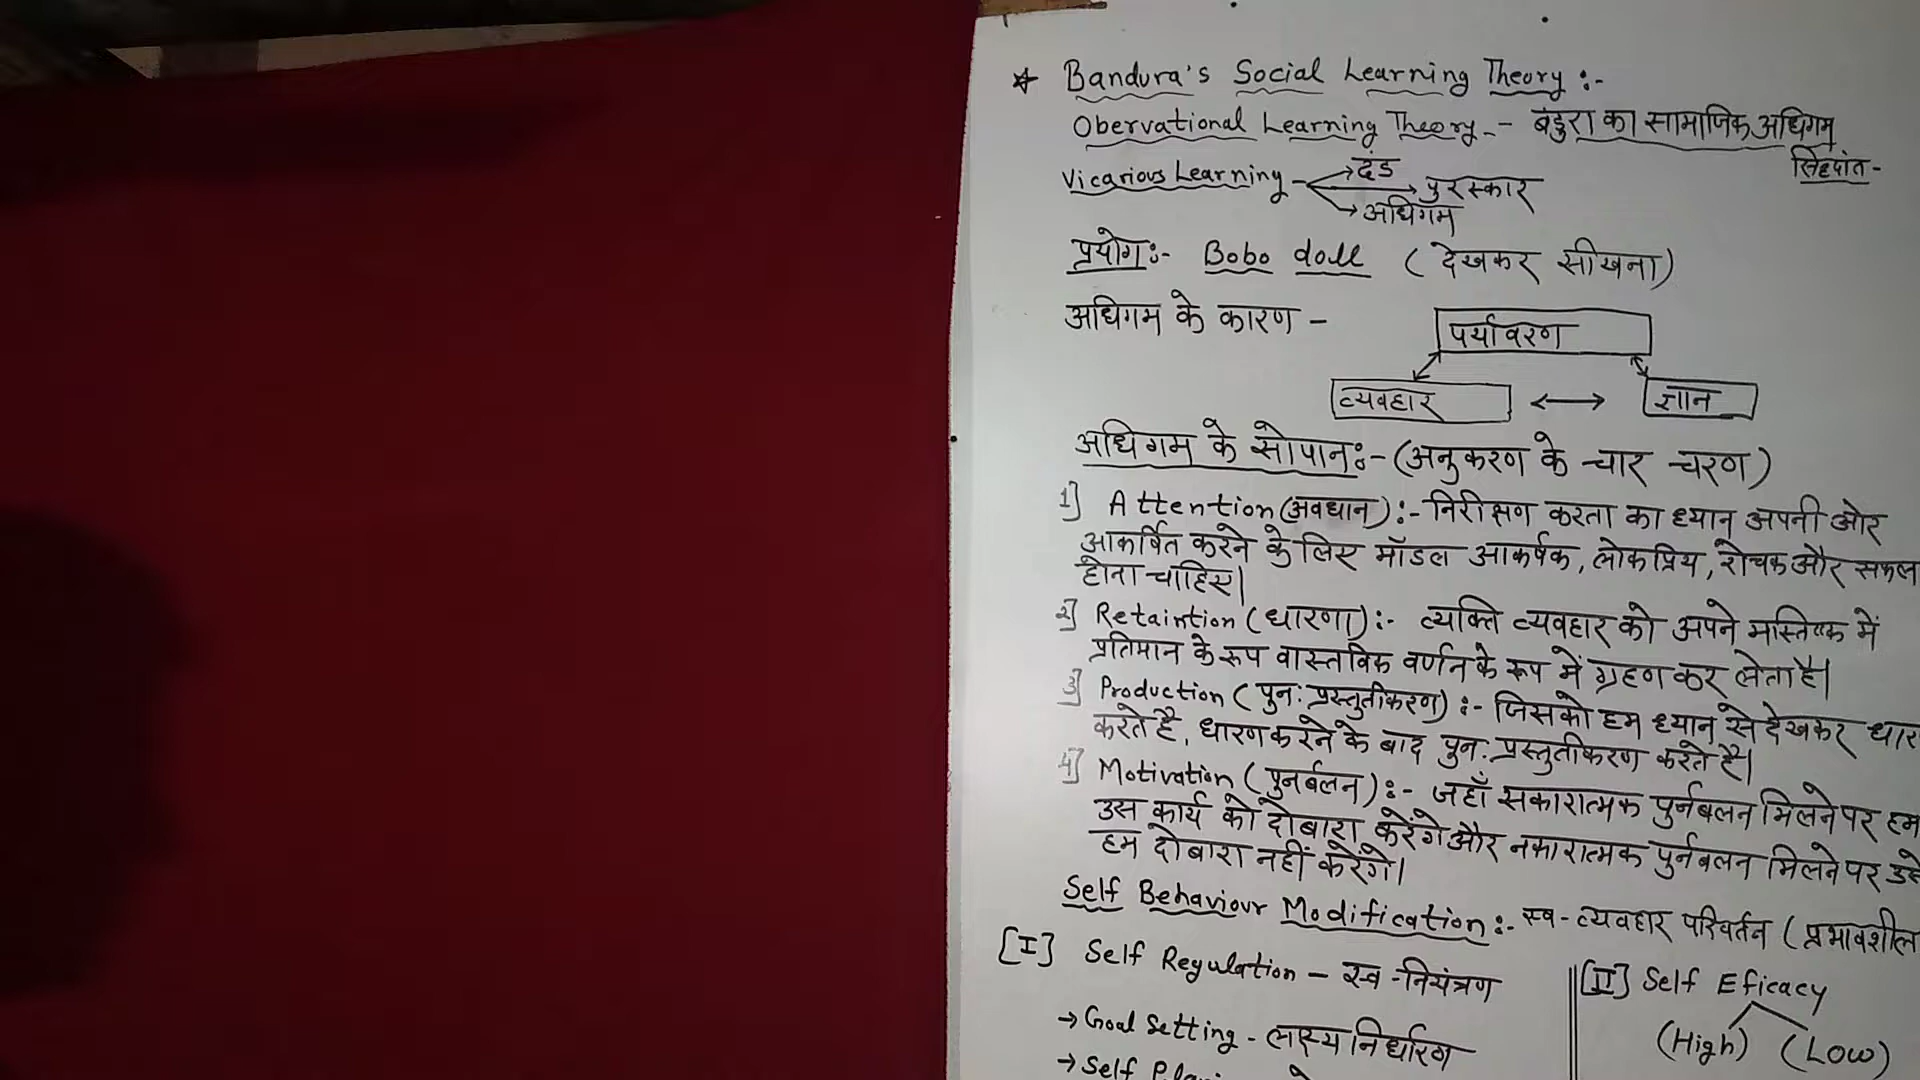 ☆ Bandura's Social Learning Theory :-
Obervational Learning Theory - बंडुरा का सामाजिक अधिगम
सिद्धांत-
Vicarious Learning → दंड
→ पुरस्कार
→ अधिगम
प्रयोग:- Bobo doll (देखकर सीखना)
अधिगम के कारण -
पर्यावरण
व्यवहार ↔ ज्ञान
अधिगम के सोपान:- (अनुकरण के चार चरण)
1] Attention (अवधान):- निरीक्षण करता का ध्यान अपनी ओर
आकर्षित करने के लिए मॉडल आकर्षक, लोकप्रिय, रोचक और सफल
होना चाहिए।
2] Retaintion (धारणा):- व्यक्ति व्यवहार को अपने मस्तिष्क में
प्रतिमान के रूप वास्तविक वर्णन के रूप में ग्रहण कर लेता है।
3] Production (पुन: प्रस्तुतीकरण):- जिसको हम ध्यान से देखकर धार
करते है, धारण करने के बाद पुन: प्रस्तुतीकरण करते है।
4] Motivation (पुनर्बलन):- जहाँ सकारात्मक पुर्नबलन मिलने पर हम
उस कार्य को दोबारा करेंगे और नकारात्मक पुर्नबलन मिलने पर उसे
हम दोबारा नहीं करेंगे।
Self Behaviour Modification:- स्व-व्यवहार परिवर्तन (प्रभावशील
[I] Self Regulation - स्व-नियंत्रण
[II] Self Eficacy
→ Goal Setting - लक्ष्य निर्धारण
(High) (Low)
→ Self